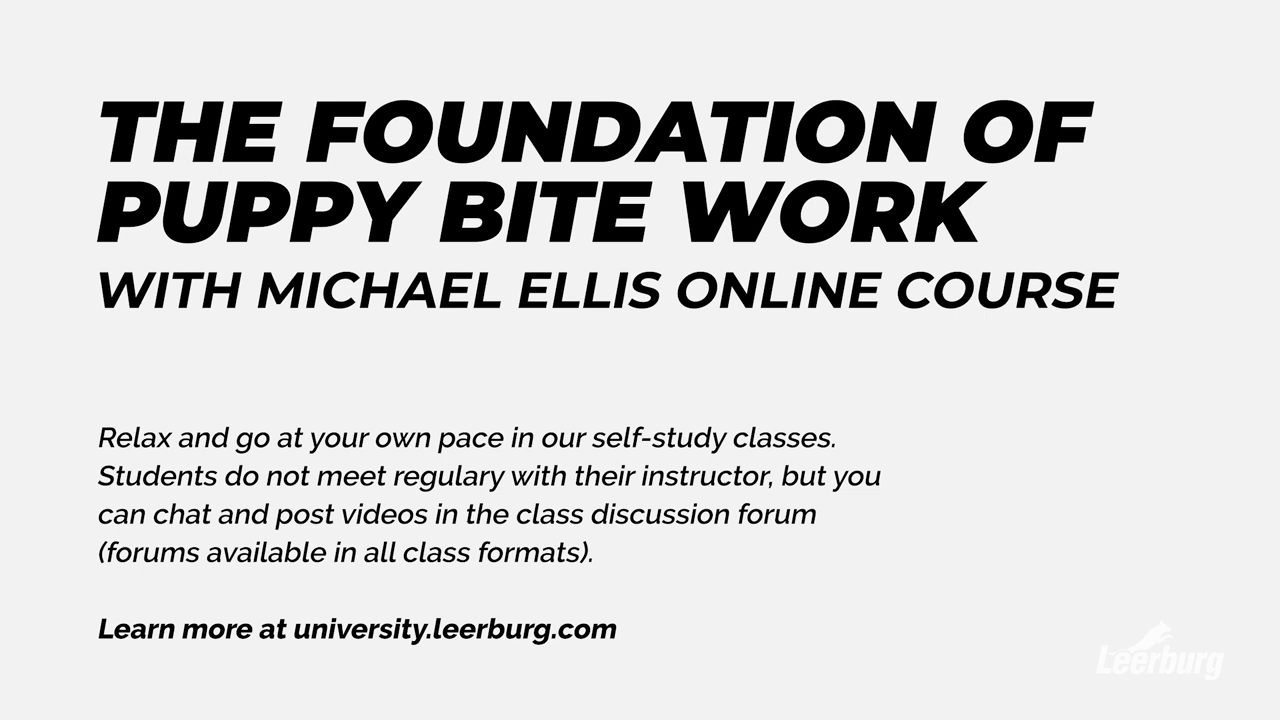 THE FOUNDATION OF
PUPPY BITE WORK
WITH MICHAEL ELLIS ONLINE COURSE
Relax and go at your own pace in our self-study classes.
Students do not meet regulary with their instructor, but you
can chat and post videos in the class discussion forum
(forums available in all class formats).
Learn more at university.leerburg.com
Leerburg